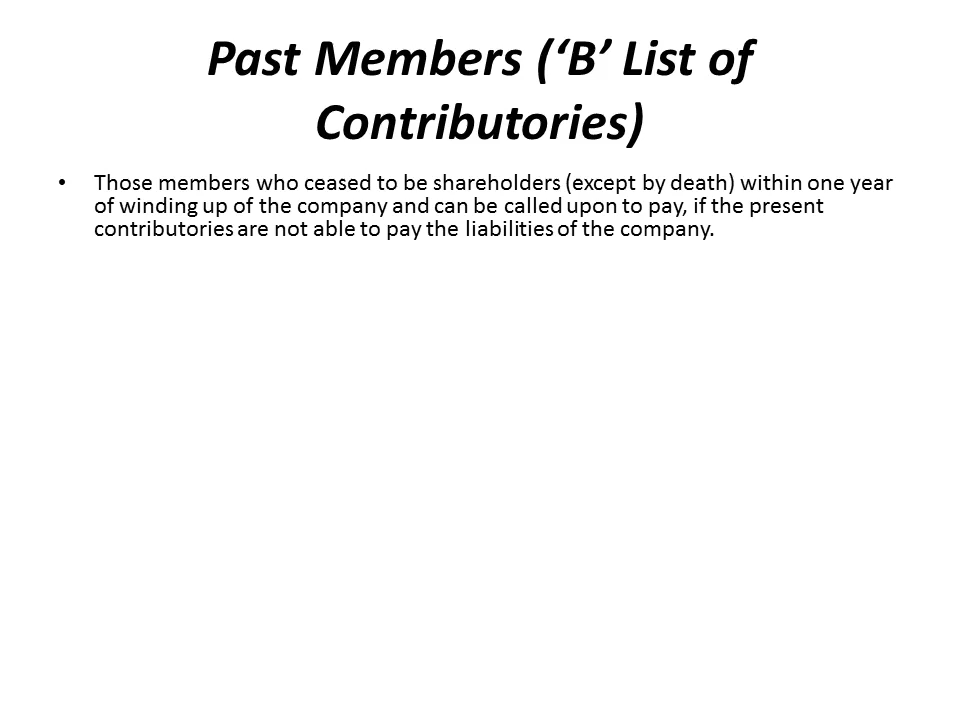 Past Members (‘B’ List of
Contributories)
• Those members who ceased to be shareholders (except by death) within one year
of winding up of the company and can be called upon to pay, if the present
contributories are not able to pay the liabilities of the company.